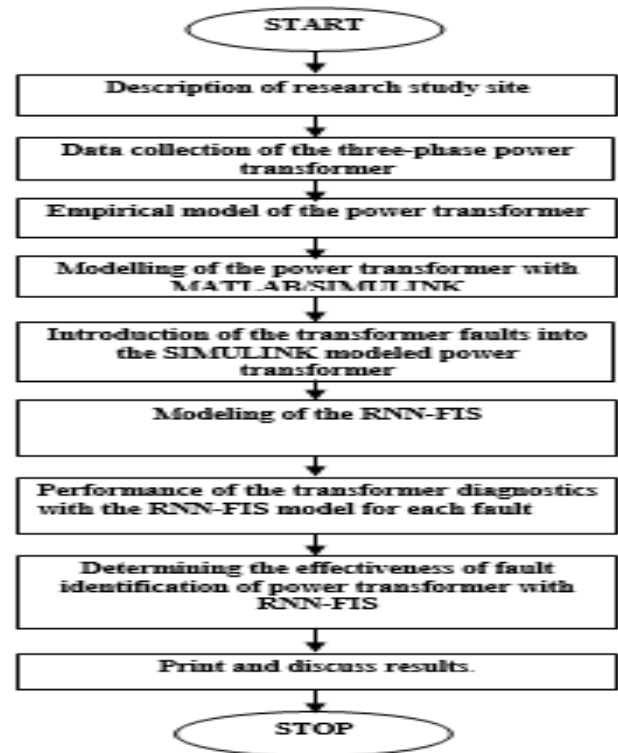 START
Description of research study site
Data collection of the three-phase power
transformer
Empirical model of the power transformer
Modelling of the power transformer with
MATLAB/SIMULINK
Introduction of the transformer faults into
the SIMULINK modeled power
transformer
Modeling of the RNN-FIS
Performance of the transformer diagnostics
with the RNN-FIS model for each fault
Determining the effectiveness of fault
identification of power transformer with
RNN-FIS
Print and discuss results.
STOP